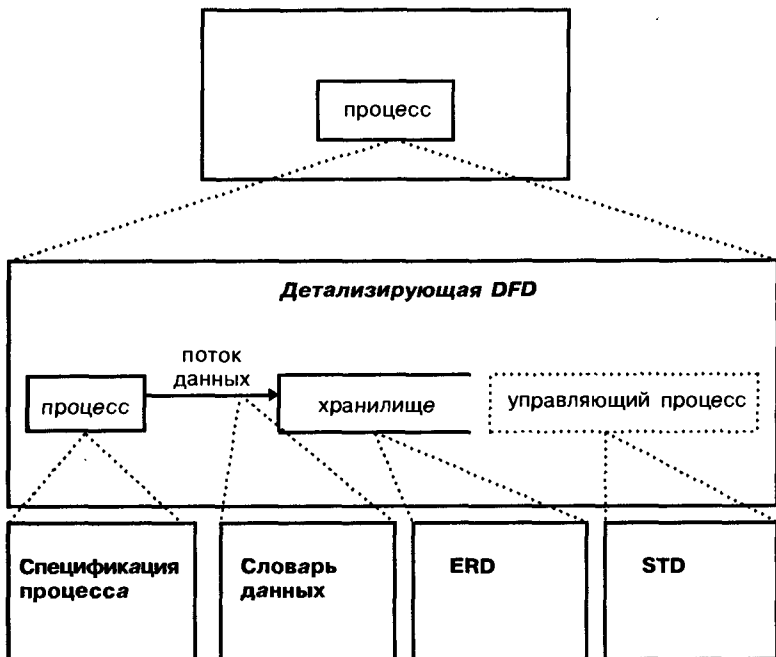 процесс
Детализирующая DFD
поток
данных
процесс
хранилище
управляющий процесс
Спецификация
процесса
Словарь
данных
ERD
STD